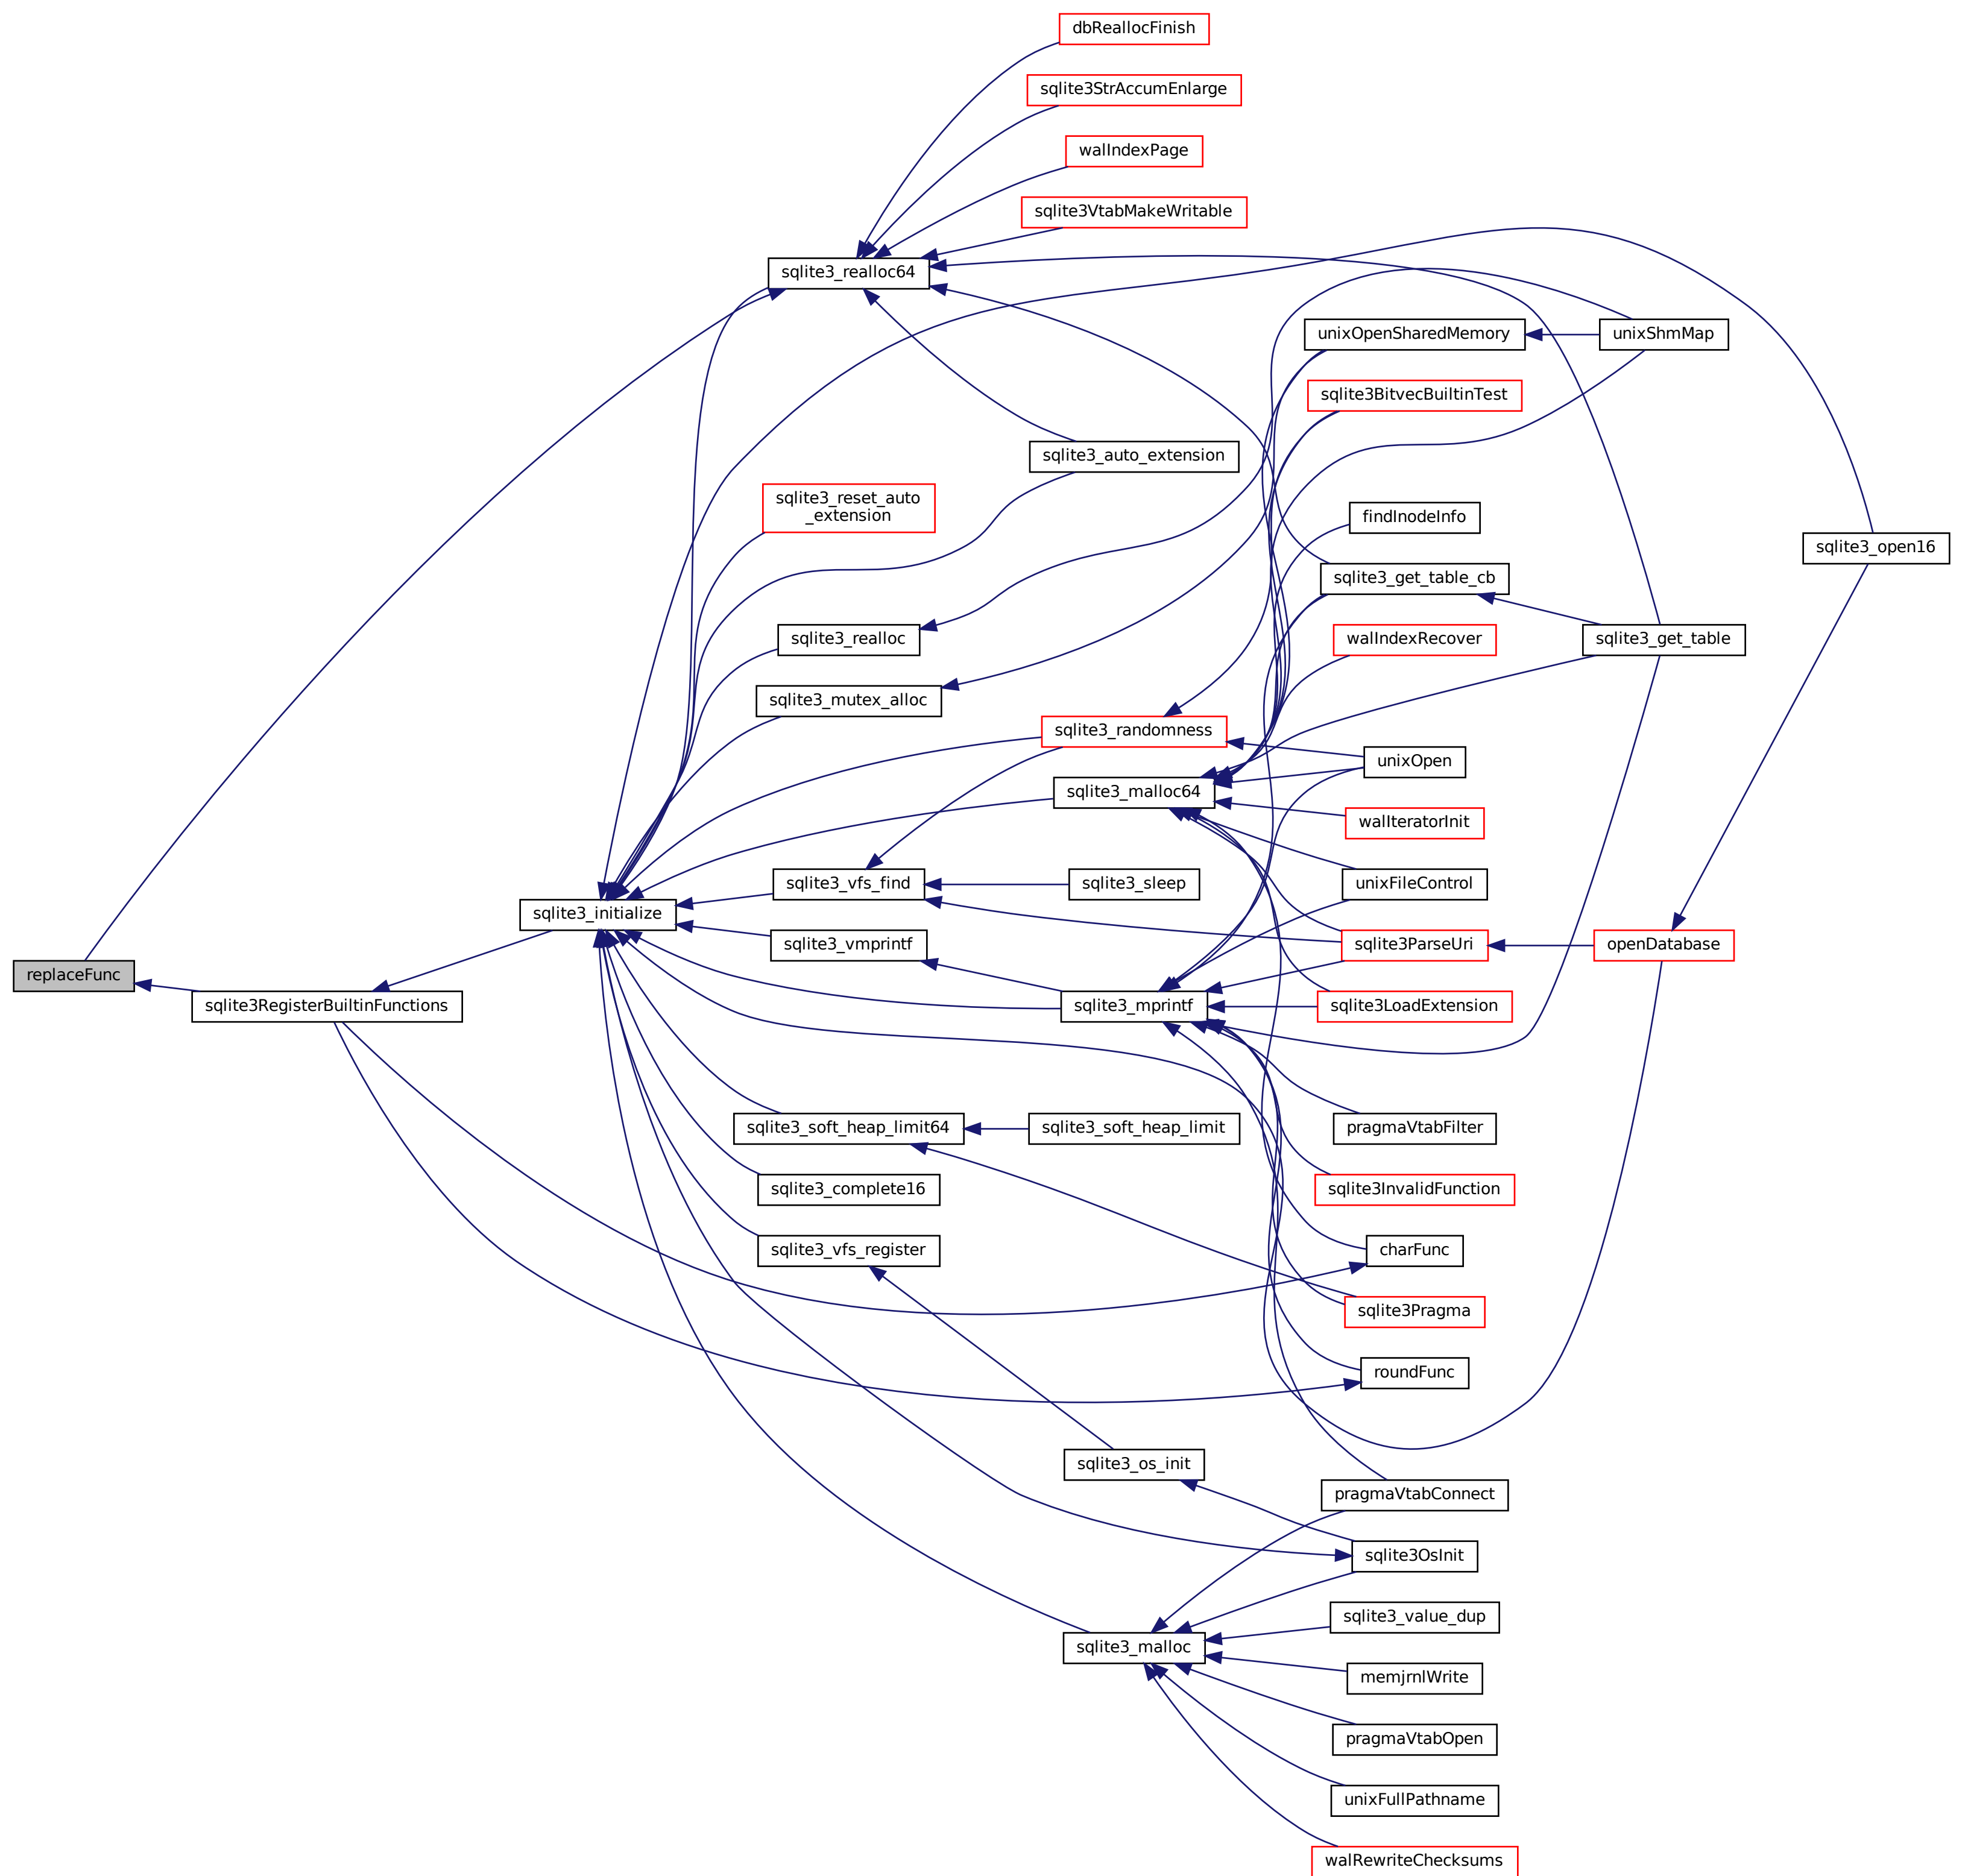 dbReallocFinish
sqlite3StrAccumEnlarge
walIndexPage
sqlite3VtabMakeWritable
sqlite3_realloc64
unixOpenSharedMemory
unixShmMap
sqlite3BitvecBuiltinTest
sqlite3_auto_extension
sqlite3_reset_auto
_extension
findInodeInfo
sqlite3_open16
sqlite3_get_table_cb
sqlite3_realloc
walIndexRecover
sqlite3_get_table
sqlite3_mutex_alloc
sqlite3_randomness
unixOpen
sqlite3_malloc64
walIteratorInit
sqlite3_vfs_find
sqlite3_sleep
unixFileControl
sqlite3_initialize
sqlite3_vmprintf
sqlite3ParseUri
openDatabase
replaceFunc
sqlite3RegisterBuiltinFunctions
sqlite3_mprintf
sqlite3LoadExtension
sqlite3_soft_heap_limit64
sqlite3_soft_heap_limit
pragmaVtabFilter
sqlite3_complete16
sqlite3InvalidFunction
sqlite3_vfs_register
charFunc
sqlite3Pragma
roundFunc
sqlite3_os_init
pragmaVtabConnect
sqlite3OsInit
sqlite3_value_dup
sqlite3_malloc
memjrnlWrite
pragmaVtabOpen
unixFullPathname
walRewriteChecksums